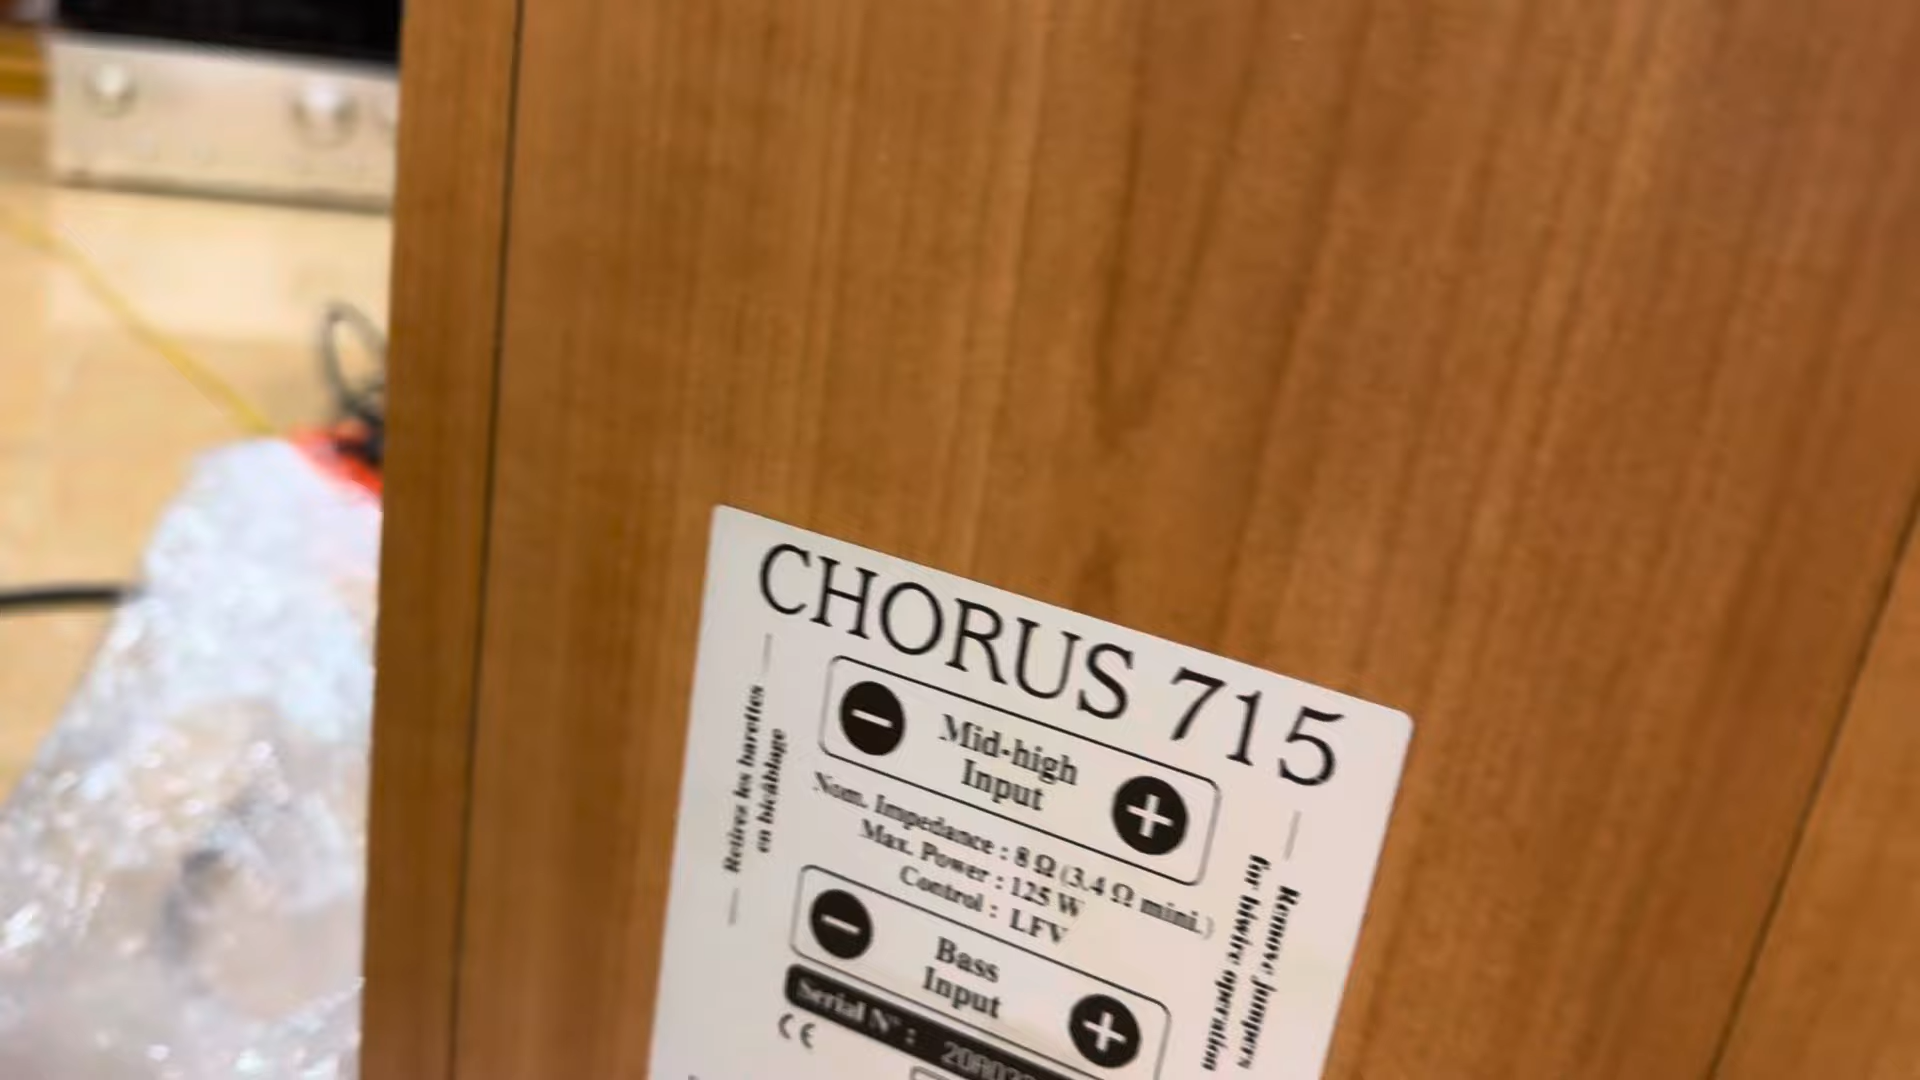 CHORUS 715
Mid-high
Input
Nom. Impedance : 8 Ω (3.4 Ω mini.)
Max. Power : 125 W
Control : LFV
Bass
Input
Serial N° :
CE
Retirez les barettes
en bicâblage
Remove jumpers
for biwire operation